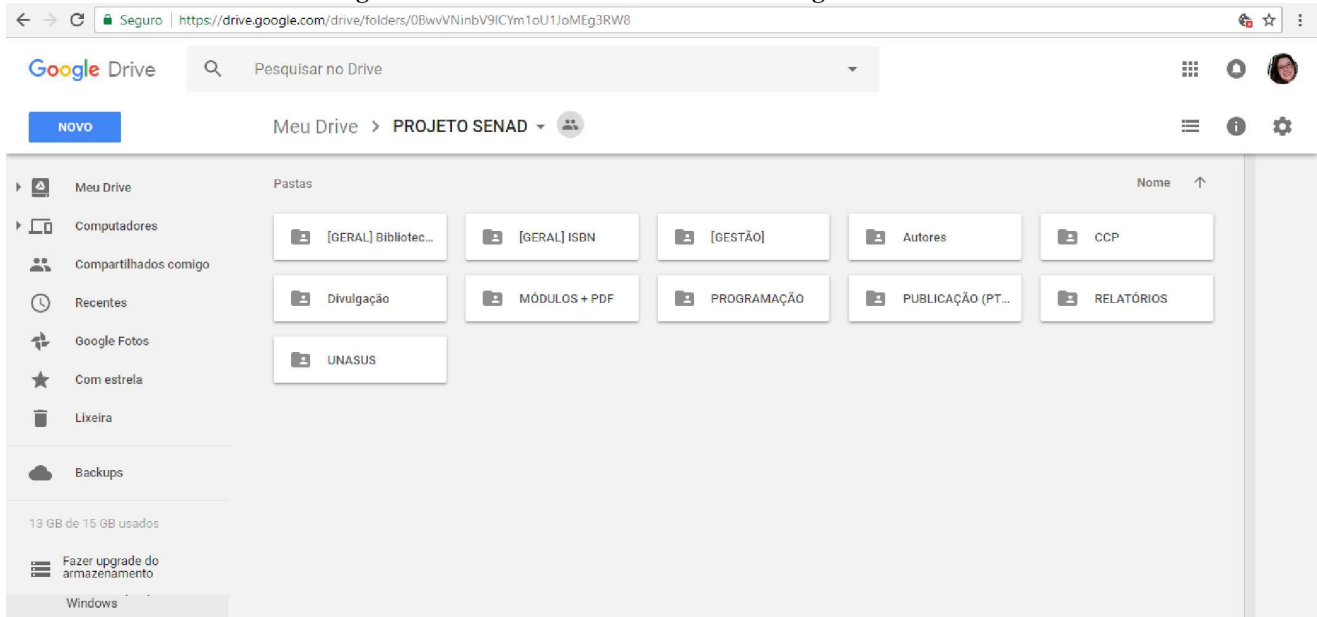 Seguro | https://drive.google.com/drive/folders/0BwvVNinbV9ICYm1oU1JoMEg3RW8
Google Drive Pesquisar no Drive
NOVO Meu Drive > PROJETO SENAD
Meu Drive
Computadores
Compartilhados comigo
Recentes
Google Fotos
Com estrela
Lixeira
Backups
13 GB de 15 GB usados
Fazer upgrade do
armazenamento
Windows
Pastas Nome
[GERAL] Bibliotec... [GERAL] ISBN [GESTÃO] Autores CCP
Divulgação MÓDULOS + PDF PROGRAMAÇÃO PUBLICAÇÃO (PT... RELATÓRIOS
UNASUS